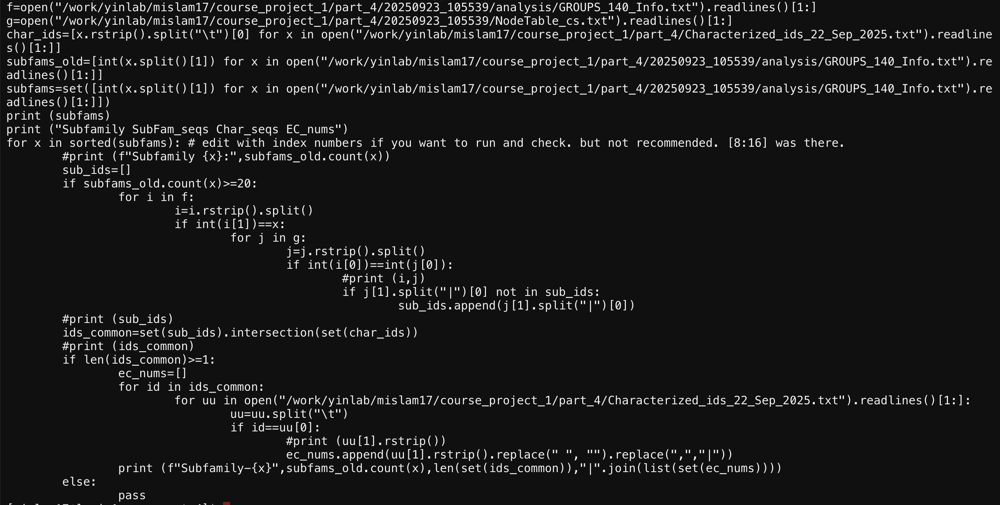 f=open("/work/yinlab/mislam17/course_project_1/part_4/20250923_105539/analysis/GROUPS_140_Info.txt").readlines()[1:]
g=open("/work/yinlab/mislam17/course_project_1/part_4/20250923_105539/NodeTable_cs.txt").readlines()[1:]
char_ids=[x.rstrip().split("\t")[0] for x in open("/work/yinlab/mislam17/course_project_1/part_4/Characterized_ids_22_Sep_2025.txt").readline
s()[1:]]
subfams_old=[int(x.split()[1]) for x in open("/work/yinlab/mislam17/course_project_1/part_4/20250923_105539/analysis/GROUPS_140_Info.txt").re
adlines()[1:]]
subfams=set([int(x.split()[1]) for x in open("/work/yinlab/mislam17/course_project_1/part_4/20250923_105539/analysis/GROUPS_140_Info.txt").re
adlines()[1:]])
print (subfams)
print ("Subfamily SubFam_seqs Char_seqs EC_nums")
for x in sorted(subfams): # edit with index numbers if you want to run and check. but not recommended. [8:16] was there.
        #print (f"Subfamily {x}:",subfams_old.count(x))
        sub_ids=[]
        if subfams_old.count(x)>=20:
                for i in f:
                        i=i.rstrip().split()
                        if int(i[1])==x:
                                for j in g:
                                        j=j.rstrip().split()
                                        if int(i[0])==int(j[0]):
                                                #print (i,j)
                                                if j[1].split("|")[0] not in sub_ids:
                                                        sub_ids.append(j[1].split("|")[0])
        #print (sub_ids)
        ids_common=set(sub_ids).intersection(set(char_ids))
        #print (ids_common)
        if len(ids_common)>=1:
                ec_nums=[]
                for id in ids_common:
                        for uu in open("/work/yinlab/mislam17/course_project_1/part_4/Characterized_ids_22_Sep_2025.txt").readlines()[1:]:
                                uu=uu.split("\t")
                                if id==uu[0]:
                                        #print (uu[1].rstrip())
                                        ec_nums.append(uu[1].rstrip().replace(" ", "").replace(",","|"))
                print (f"Subfamily-{x}",subfams_old.count(x),len(set(ids_common)),"|".join(list(set(ec_nums))))
        else:
                pass